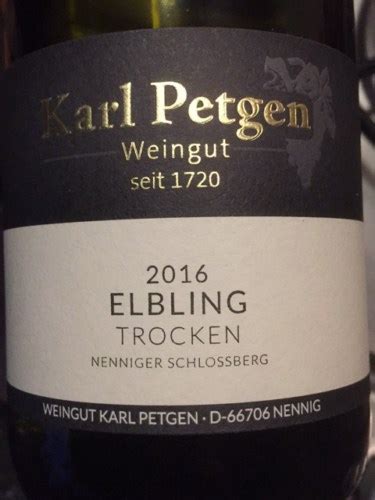 Karl Petgen
Weingut
seit 1720
2016
ELBLING
TROCKEN
NENNIGER SCHLOSSBERG
WEINGUT KARL PETGEN · D-66706 NENNIG